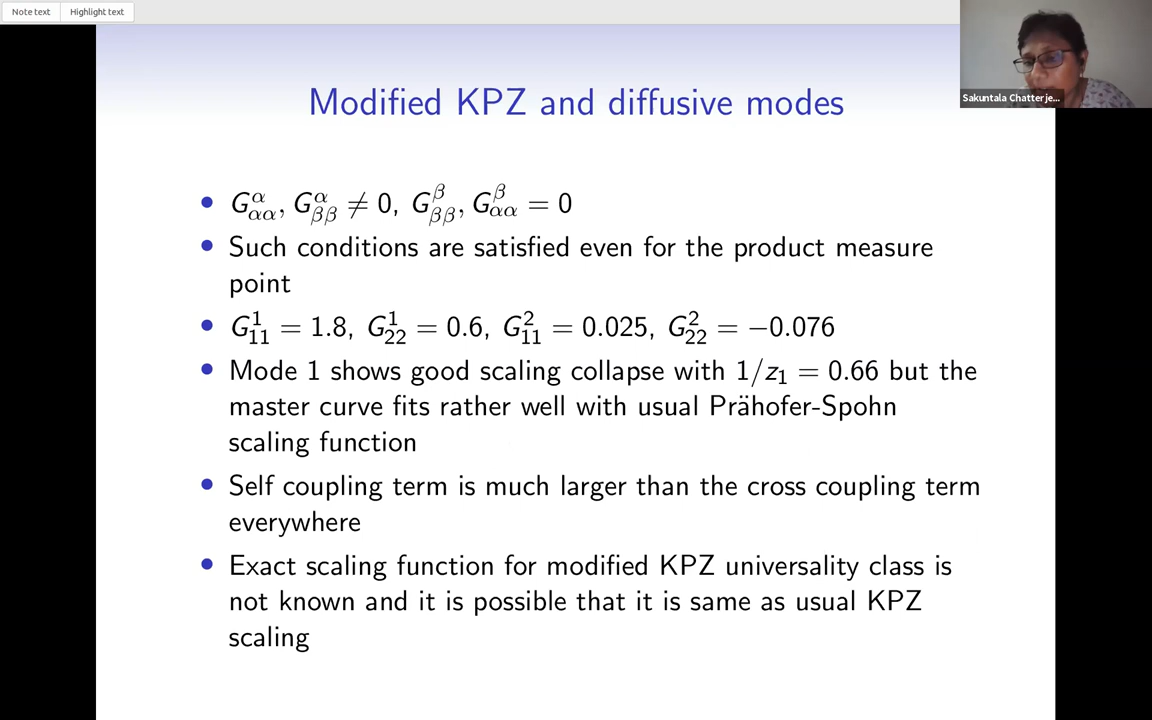 Note text Highlight text
Sakuntala Chatterje...
Modified KPZ and diffusive modes
• G^α_αα, G^α_ββ ≠ 0, G^β_ββ, G^β_αα = 0
• Such conditions are satisfied even for the product measure
point
• G^1_11 = 1.8, G^1_22 = 0.6, G^2_11 = 0.025, G^2_22 = −0.076
• Mode 1 shows good scaling collapse with 1/z_1 = 0.66 but the
master curve fits rather well with usual Prähofer-Spohn
scaling function
• Self coupling term is much larger than the cross coupling term
everywhere
• Exact scaling function for modified KPZ universality class is
not known and it is possible that it is same as usual KPZ
scaling